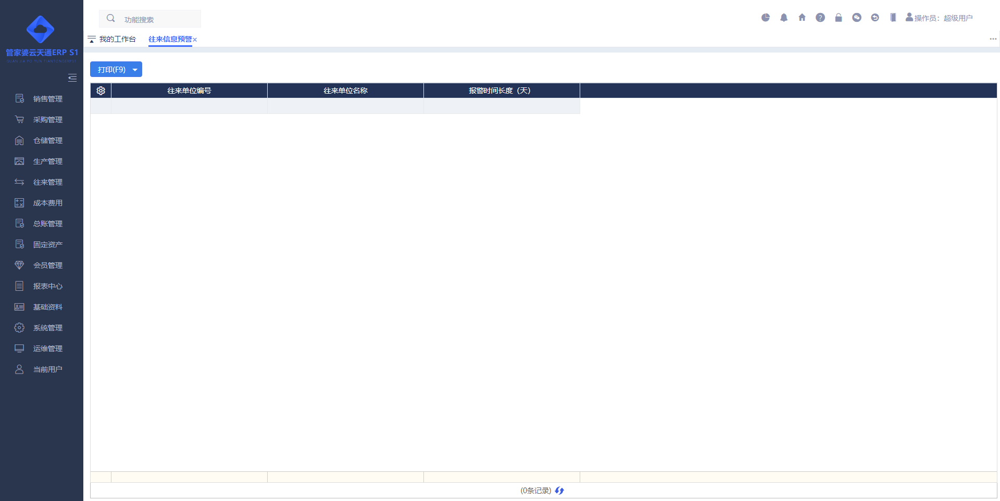 功能搜索
操作员：超级用户
管家婆云天通ERP S1
GUAN JIA PO YUN TIANTONGERPS1
我的工作台
往来信息预警×
打印(F9)
往来单位编号
往来单位名称
报警时间长度（天）
销售管理
采购管理
仓储管理
生产管理
往来管理
成本费用
总账管理
固定资产
会员管理
报表中心
基础资料
系统管理
运维管理
当前用户
(0条记录)